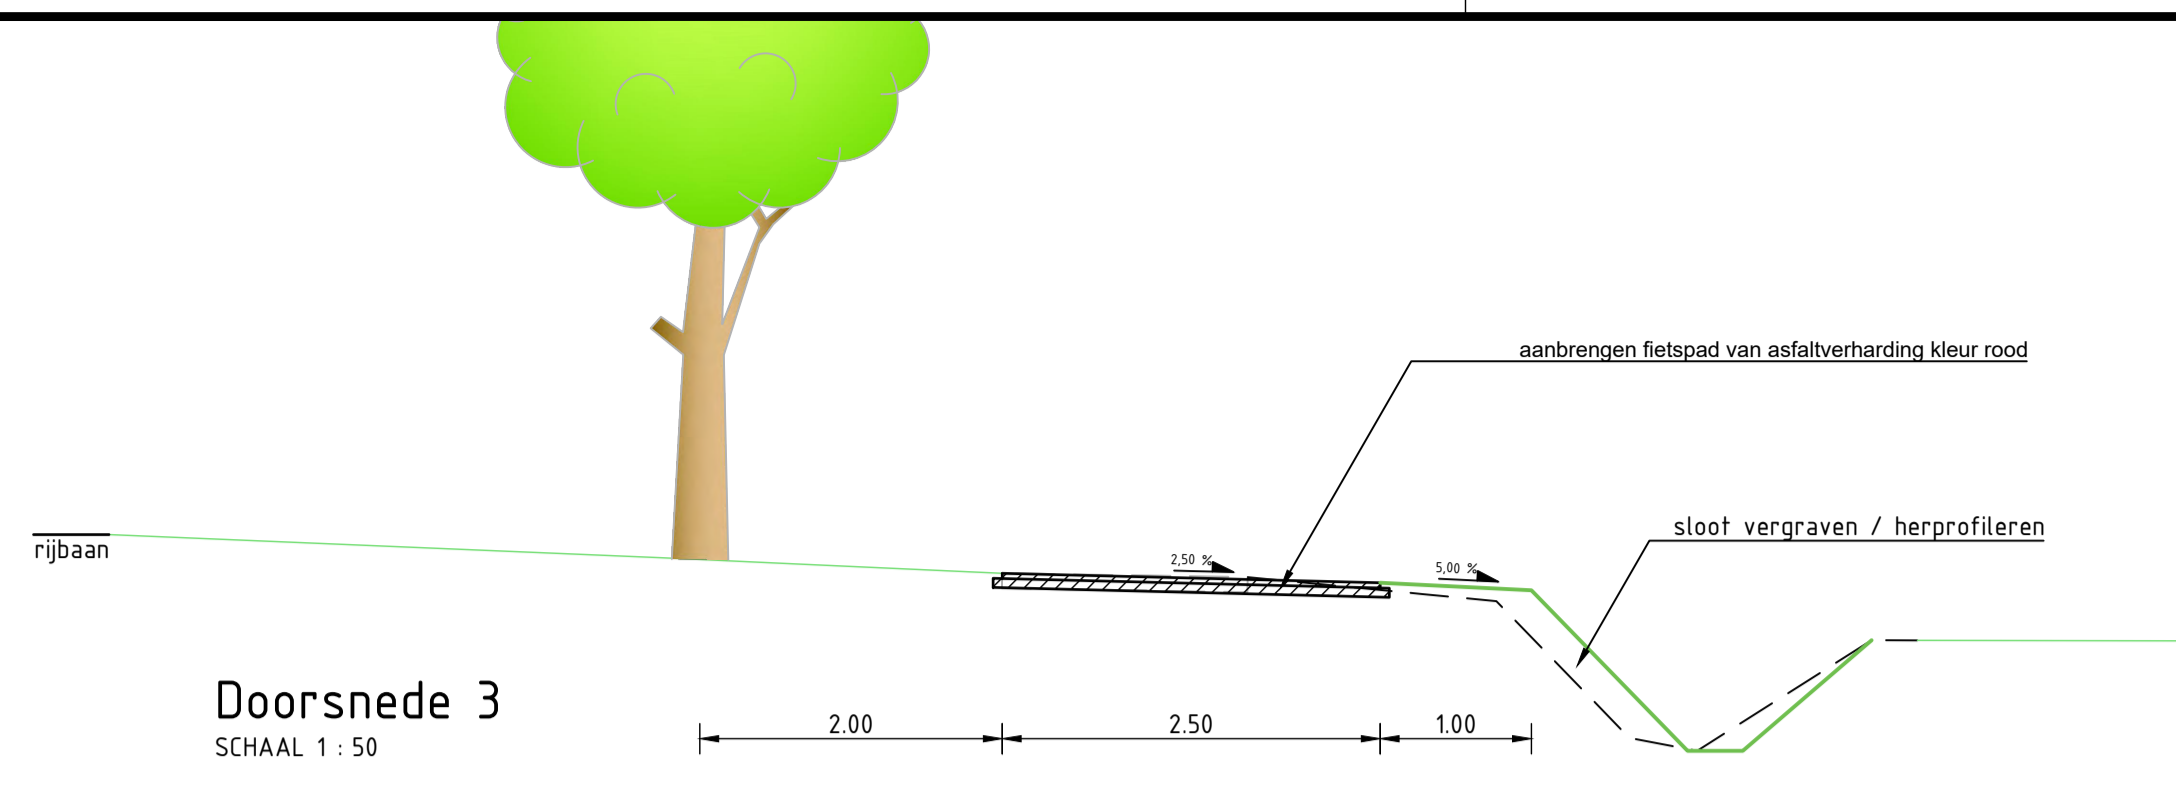 aanbrengen fietspad van asfaltverharding kleur rood
sloot vergraven / herprofileren
rijbaan
2,50 %
5,00 %
Doorsnede 3
SCHAAL 1 : 50
2.00
2.50
1.00